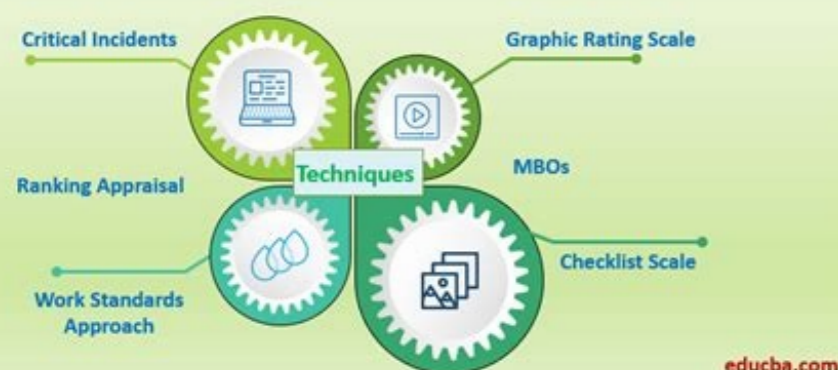 Critical Incidents
Graphic Rating Scale
Techniques
Ranking Appraisal
MBOs
Checklist Scale
Work Standards
Approach
educba.com